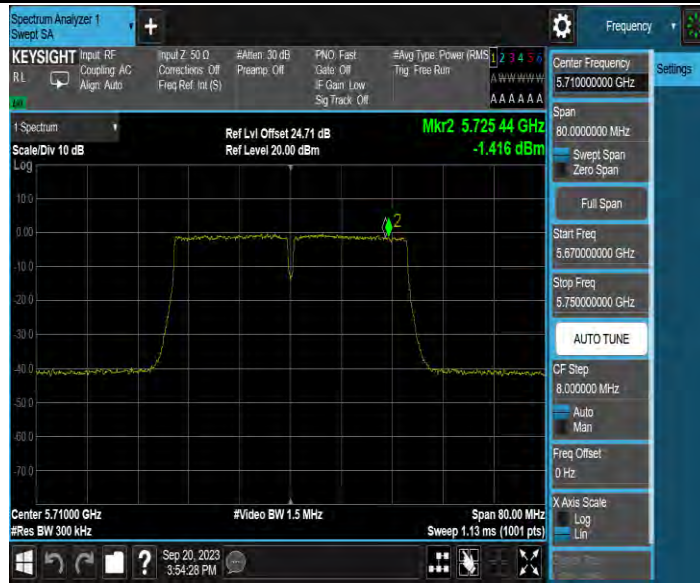 Spectrum Analyzer 1
Swept SA
+
Frequency
KEYSIGHT
RL
Input: RF
Coupling: AC
Align: Auto
Input Z: 50 Ω
Corrections: Off
Freq Ref: Int (S)
#Atten: 30 dB
Preamp: Off
PNO: Fast
Gate: Off
IF Gain: Low
Sig Track: Off
#Avg Type: Power (RMS
Trig: Free Run
1 2 3 4 5 6
A W W W W W
A A A A A A
Center Frequency
5.710000000 GHz
Settings
Span
80.0000000 MHz
Swept Span
Zero Span
Full Span
Start Freq
5.670000000 GHz
Stop Freq
5.750000000 GHz
AUTO TUNE
CF Step
8.000000 MHz
Auto
Man
Freq Offset
0 Hz
X Axis Scale
Log
Lin
1 Spectrum
Scale/Div 10 dB
Log
Ref Lvl Offset 24.71 dB
Ref Level 20.00 dBm
Mkr2 5.725 44 GHz
-1.416 dBm
2
10.0
0.00
-10.0
-20.0
-30.0
-40.0
-50.0
-60.0
-70.0
Center 5.71000 GHz
#Res BW 300 kHz
#Video BW 1.5 MHz
Span 80.00 MHz
Sweep 1.13 ms (1001 pts)
?
Sep 20, 2023
3:54:28 PM